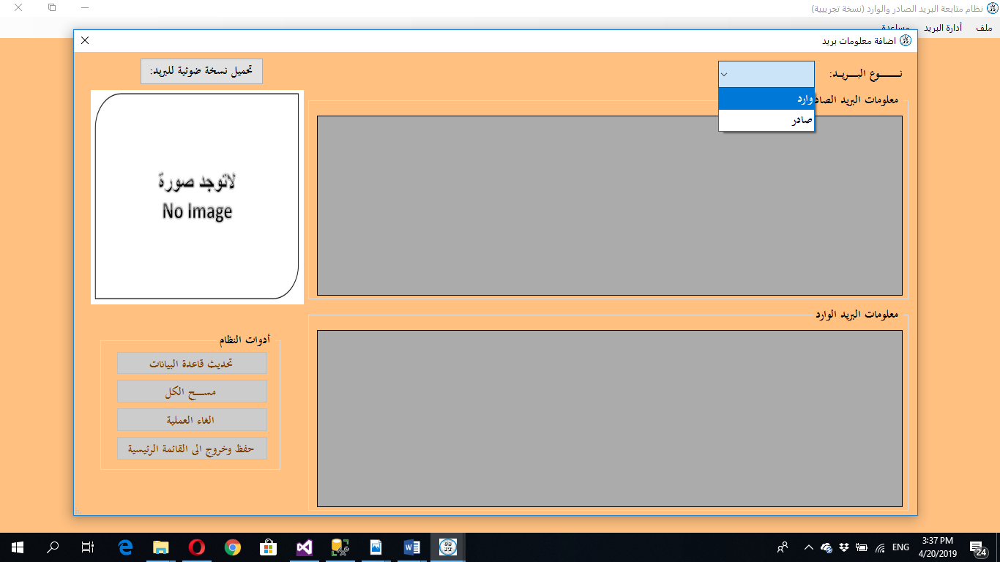 نظام متابعة البريد الصادر والوارد (نسخة تجريبية)
ملف
أدارة البريد
مساعدة
اضافة معلومات بريد
نـــــوع البـــريــد:
وارد
صادر
تحميل نسخة ضوئية للبريد:
معلومات البريد الصاد
لاتوجد صورة
No Image
معلومات البريد الوارد
أدوات النظام
تحديث قاعدة البيانات
مســـح الكل
الغاء العملية
حفظ وخروج الى القائمة الرئيسية
ENG
3:37 PM
4/20/2019
24